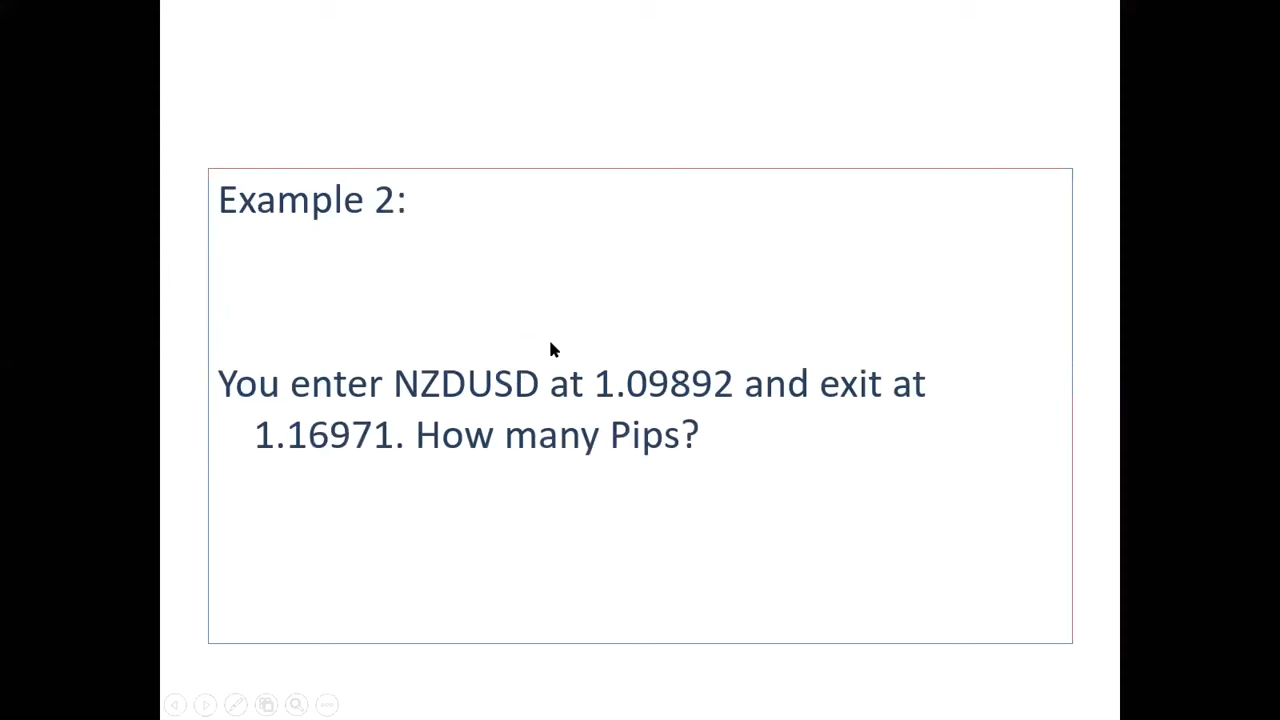 Example 2:
You enter NZDUSD at 1.09892 and exit at
1.16971. How many Pips?